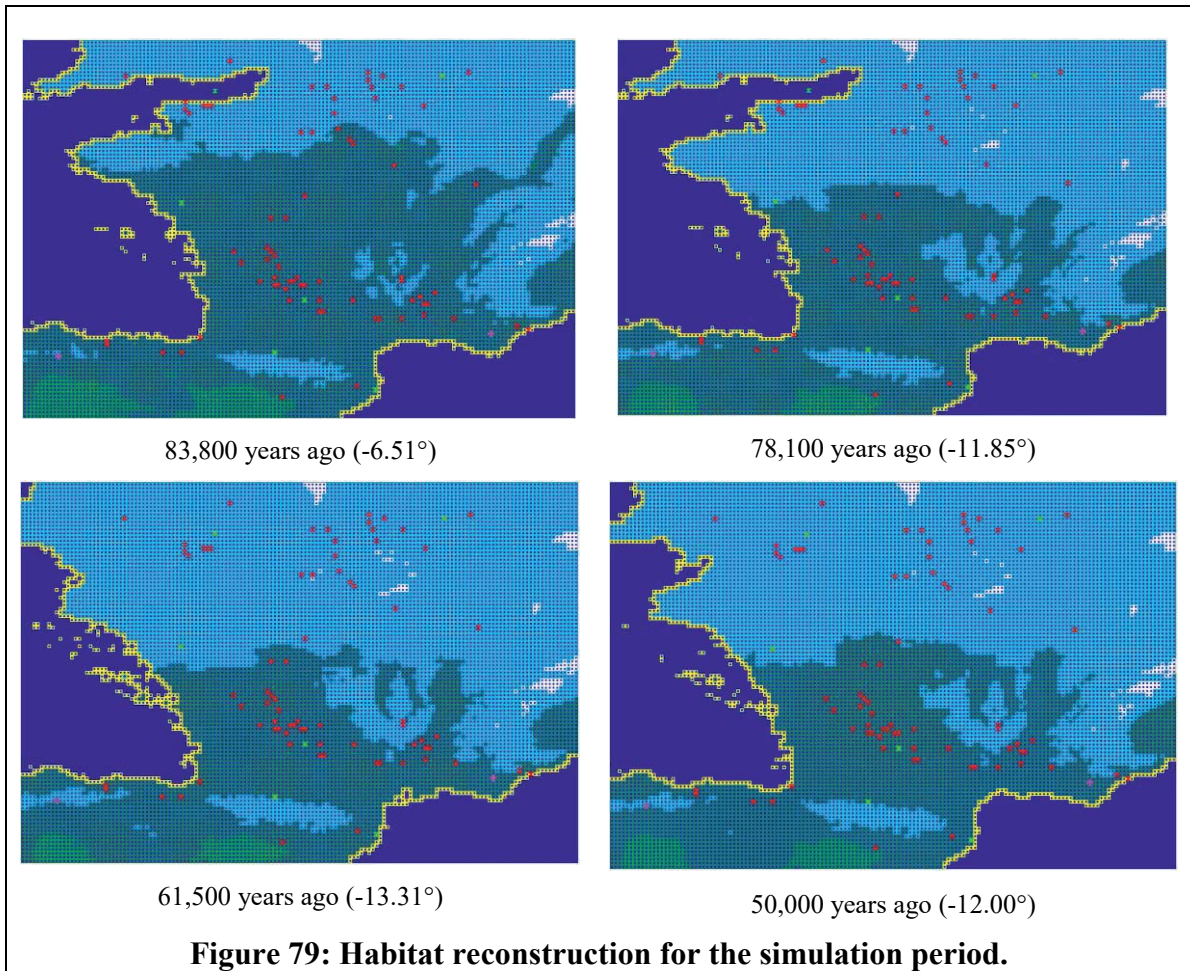 83,800 years ago (-6.51°)
78,100 years ago (-11.85°)
61,500 years ago (-13.31°)
50,000 years ago (-12.00°)
Figure 79: Habitat reconstruction for the simulation period.